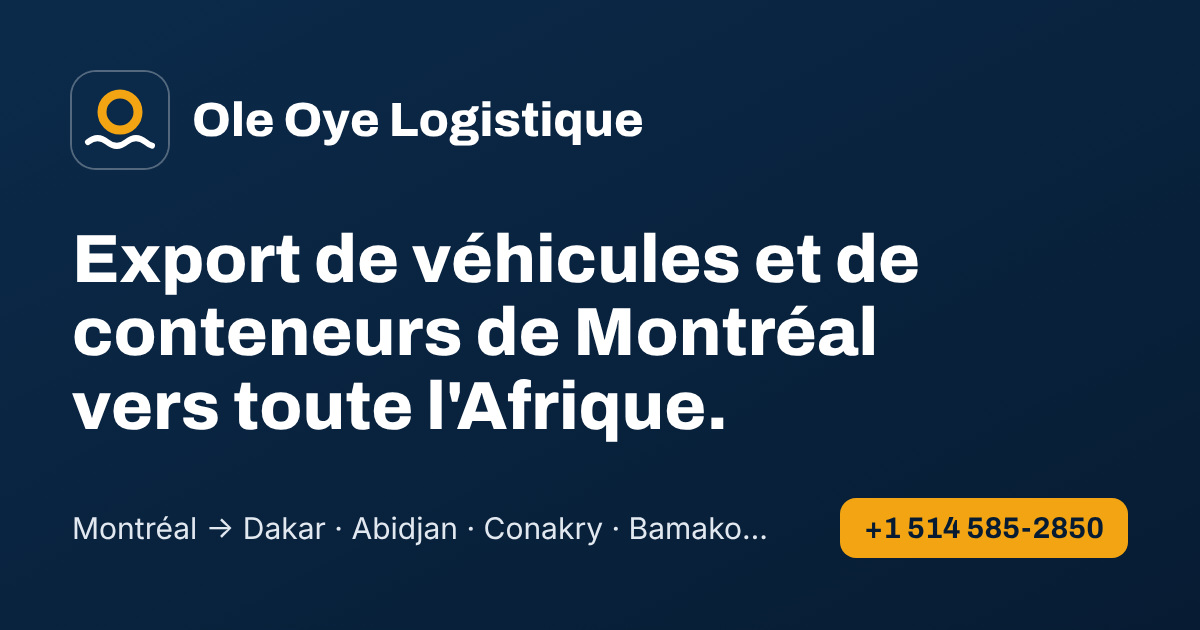 Ole Oye Logistique
Export de véhicules et de
conteneurs de Montréal
vers toute l'Afrique.
Montréal → Dakar · Abidjan · Conakry · Bamako...
+1 514 585-2850